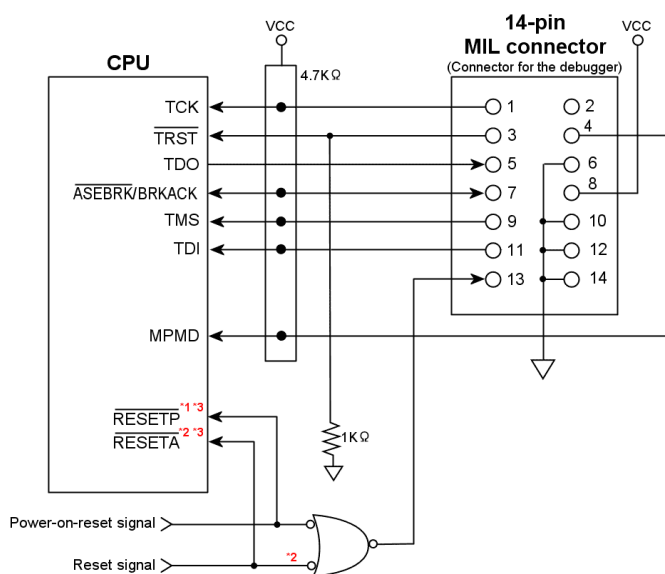 VCC
14-pin
MIL connector
(Connector for the debugger)
VCC
CPU
4.7KΩ
TCK
1
2
TRST
3
4
TDO
5
6
ASEBRK/BRKACK
7
8
TMS
9
10
TDI
11
12
13
14
MPMD
RESETP*1 *3
RESETA*2 *3
1KΩ
Power-on-reset signal
*2
Reset signal